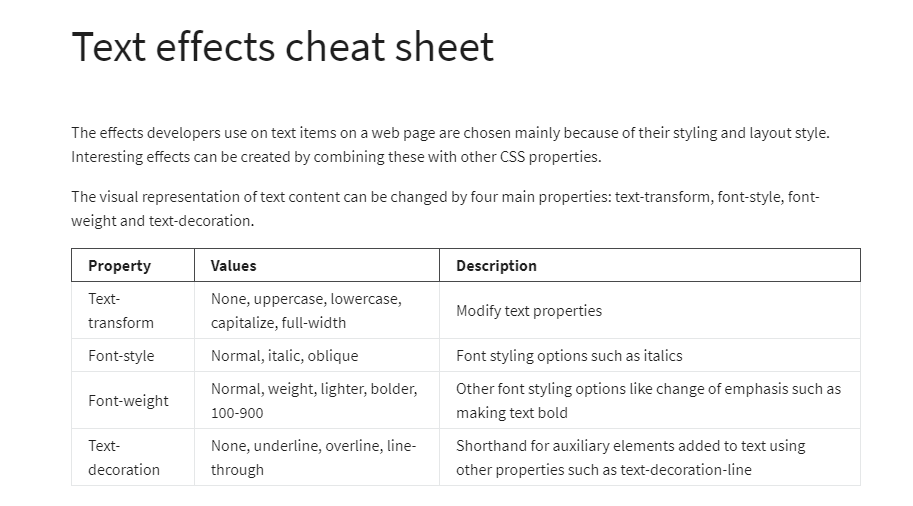 Text effects cheat sheet
The effects developers use on text items on a web page are chosen mainly because of their styling and layout style.
Interesting effects can be created by combining these with other CSS properties.
The visual representation of text content can be changed by four main properties: text-transform, font-style, font-
weight and text-decoration.
Property Values Description
Text-
transform
None, uppercase, lowercase,
capitalize, full-width
Modify text properties
Font-style Normal, italic, oblique Font styling options such as italics
Font-weight
Normal, weight, lighter, bolder,
100-900
Other font styling options like change of emphasis such as
making text bold
Text-
decoration
None, underline, overline, line-
through
Shorthand for auxiliary elements added to text using
other properties such as text-decoration-line